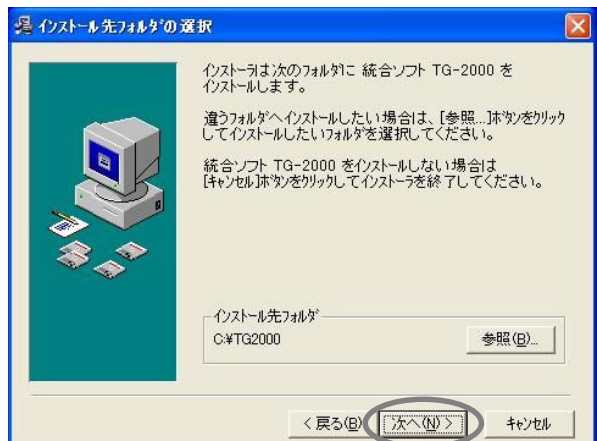 ｲﾝｽﾄｰﾙ先ﾌｫﾙﾀﾞの選択
ｲﾝｽﾄｰﾗは次のﾌｫﾙﾀﾞに 統合ソフト TG-2000 を
ｲﾝｽﾄｰﾙします。
違うﾌｫﾙﾀﾞへｲﾝｽﾄｰﾙしたい場合は、[参照...]ﾎﾞﾀﾝをｸﾘｯｸ
してｲﾝｽﾄｰﾙしたいﾌｫﾙﾀﾞを選択してください。
統合ソフト TG-2000 をｲﾝｽﾄｰﾙしない場合は
[ｷｬﾝｾﾙ]ﾎﾞﾀﾝをｸﾘｯｸしてｲﾝｽﾄｰﾗを終了してください。
ｲﾝｽﾄｰﾙ先ﾌｫﾙﾀﾞ
C:¥TG2000
参照(B)...
< 戻る(B)
次へ(N) >
ｷｬﾝｾﾙ